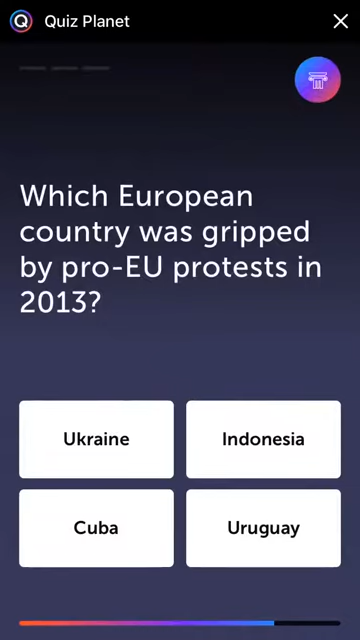 Quiz Planet
Which European
country was gripped
by pro-EU protests in
2013?
Ukraine
Indonesia
Cuba
Uruguay